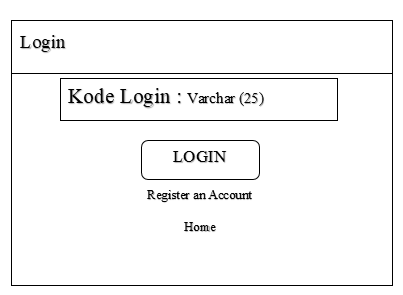 Login
Kode Login : Varchar (25)
LOGIN
Register an Account
Home